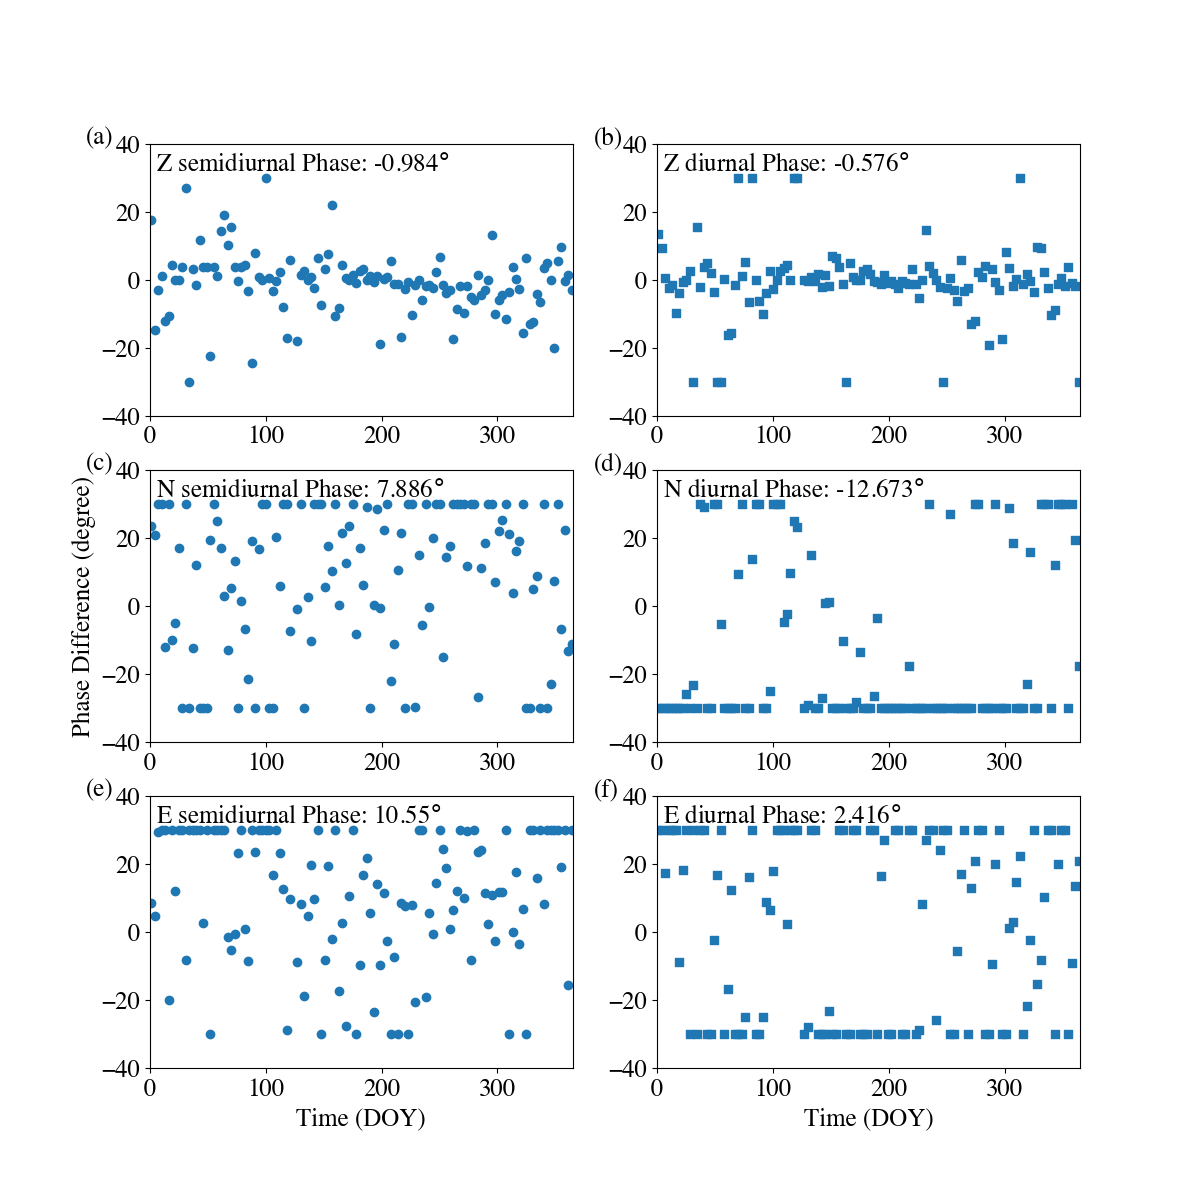 (a)
Z semidiurnal Phase: -0.984°
40
20
0
−20
−40
0 100 200 300
(b)
Z diurnal Phase: -0.576°
40
20
0
−20
−40
0 100 200 300
Phase Difference (degree)
(c)
N semidiurnal Phase: 7.886°
40
20
0
−20
−40
0 100 200 300
(d)
N diurnal Phase: -12.673°
40
20
0
−20
−40
0 100 200 300
(e)
E semidiurnal Phase: 10.55°
40
20
0
−20
−40
0 100 200 300
Time (DOY)
(f)
E diurnal Phase: 2.416°
40
20
0
−20
−40
0 100 200 300
Time (DOY)